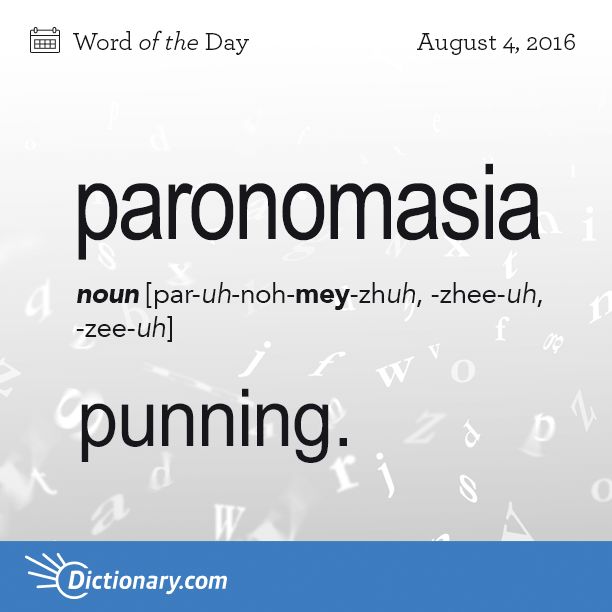 Word of the Day August 4, 2016
paronomasia
noun [par-uh-noh-mey-zhuh, -zhee-uh,
-zee-uh]
punning.
Dictionary.com